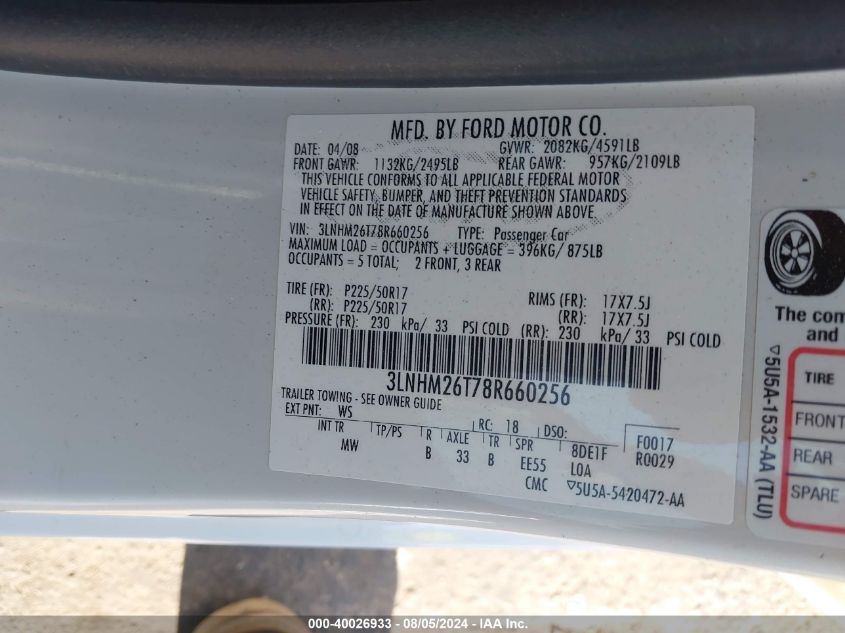 MFD. BY FORD MOTOR CO.
DATE: 04/08 GVWR: 2082KG/4591LB
FRONT GAWR: 1132KG/2495LB REAR GAWR: 957KG/2109LB
THIS VEHICLE CONFORMS TO ALL APPLICABLE FEDERAL MOTOR
VEHICLE SAFETY, BUMPER, AND THEFT PREVENTION STANDARDS
IN EFFECT ON THE DATE OF MANUFACTURE SHOWN ABOVE.
VIN: 3LNHM26T78R660256 TYPE: Passenger Car
MAXIMUM LOAD = OCCUPANTS + LUGGAGE = 396KG/ 875LB
OCCUPANTS = 5 TOTAL; 2 FRONT, 3 REAR
TIRE (FR): P225/50R17 RIMS (FR): 17X7.5J
(RR): P225/50R17 (RR): 17X7.5J
PRESSURE (FR): 230 kPa/ 33 PSI COLD (RR): 230 kPa/ 33 PSI COLD
3LNHM26T78R660256
TRAILER TOWING - SEE OWNER GUIDE
EXT PNT: WS RC: 18 DSO: F0017
INT TR TP/PS R AXLE TR SPR 8DE1F R0029
MW B 33 B EE55 L0A
CMC ▽5U5A-5420472-AA
The com
and
TIRE
FRONT
REAR
SPARE
▽5U5A-1532-AA (TLU)
000-40026933 - 08/05/2024 - IAA Inc.